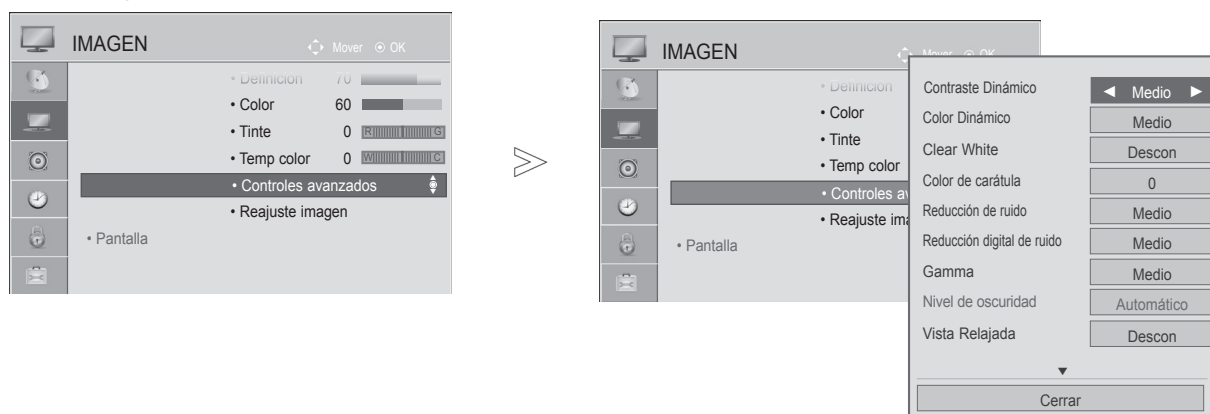 IMAGEN
Mover OK
• Definición 70
• Color 60
• Tinte 0 R G
• Temp color 0 W C
• Controles avanzados
• Reajuste imagen
• Pantalla
IMAGEN
Mover OK
• Definición
• Color
• Tinte
• Temp color
• Controles av
• Reajuste ima
• Pantalla
Contraste Dinámico ◄ Medio ►
Color Dinámico Medio
Clear White Descon
Color de carátula 0
Reducción de ruido Medio
Reducción digital de ruido Medio
Gamma Medio
Nivel de oscuridad Automático
Vista Relajada Descon
▼
Cerrar